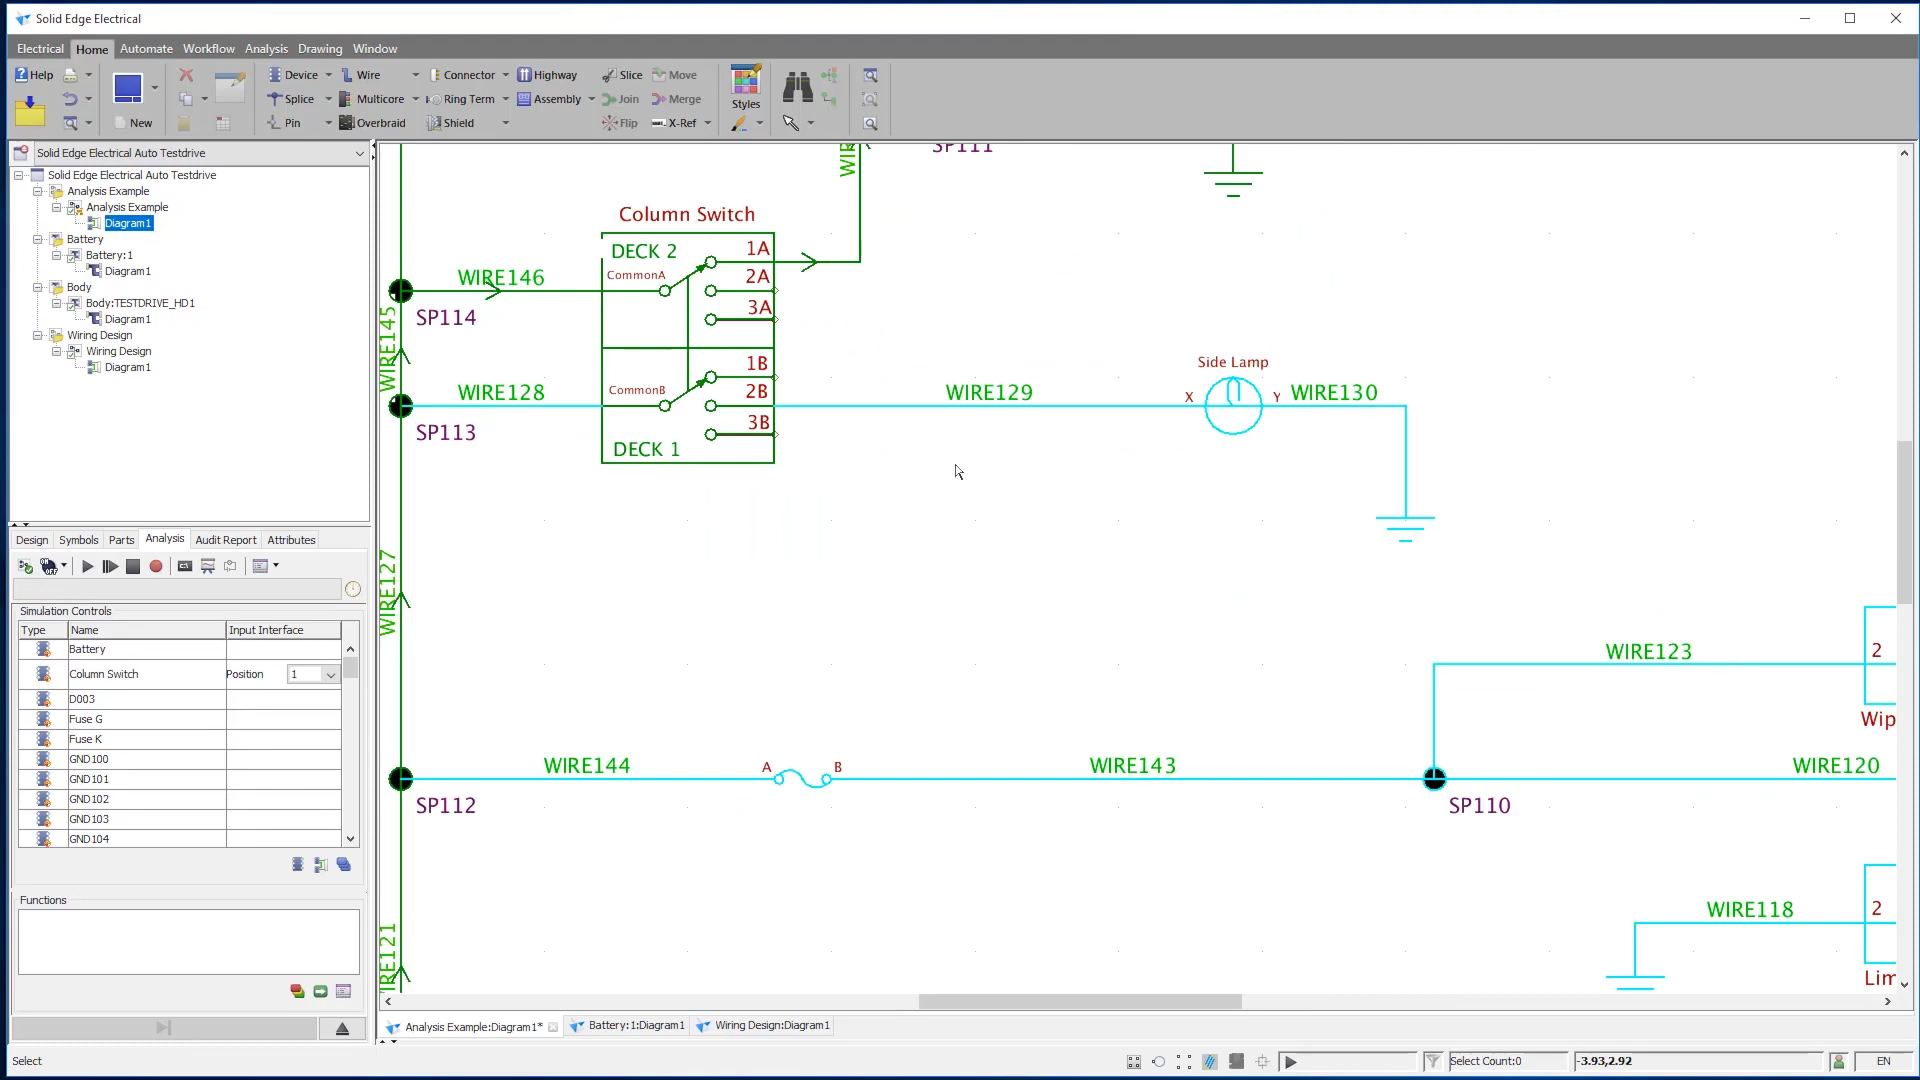 Solid Edge Electrical
Electrical Home Automate Workflow Analysis Drawing Window
Help Device Wire Connector Highway Slice Move
Splice Multicore Ring Term Assembly Join Merge Styles
New Pin Overbraid Shield Flip X-Ref
Solid Edge Electrical Auto Testdrive
Solid Edge Electrical Auto Testdrive
Analysis Example
Analysis Example
Diagram1
Battery
Battery:1
Diagram1
Body
Body:TESTDRIVE_HD1
Diagram1
Wiring Design
Wiring Design
Diagram1
Design Symbols Parts Analysis Audit Report Attributes
ON OFF
Simulation Controls
Type Name Input Interface
Battery
Column Switch Position 1
D003
Fuse G
Fuse K
GND100
GND101
GND102
GND103
GND104
Functions
SP111
Column Switch
DECK 2 1A
CommonA 2A
3A
WIRE146
SP114
WIRE145
1B
CommonB 2B
3B
DECK 1
WIRE128
SP113
WIRE129
Side Lamp
X Y WIRE130
WIRE127
WIRE123 2
Wip
WIRE144 A B WIRE143 WIRE120
SP112 SP110
WIRE118 2
Lim
Analysis Example:Diagram1* Battery:1:Diagram1 Wiring Design:Diagram1
Select Select Count:0 -3.93,2.92 EN